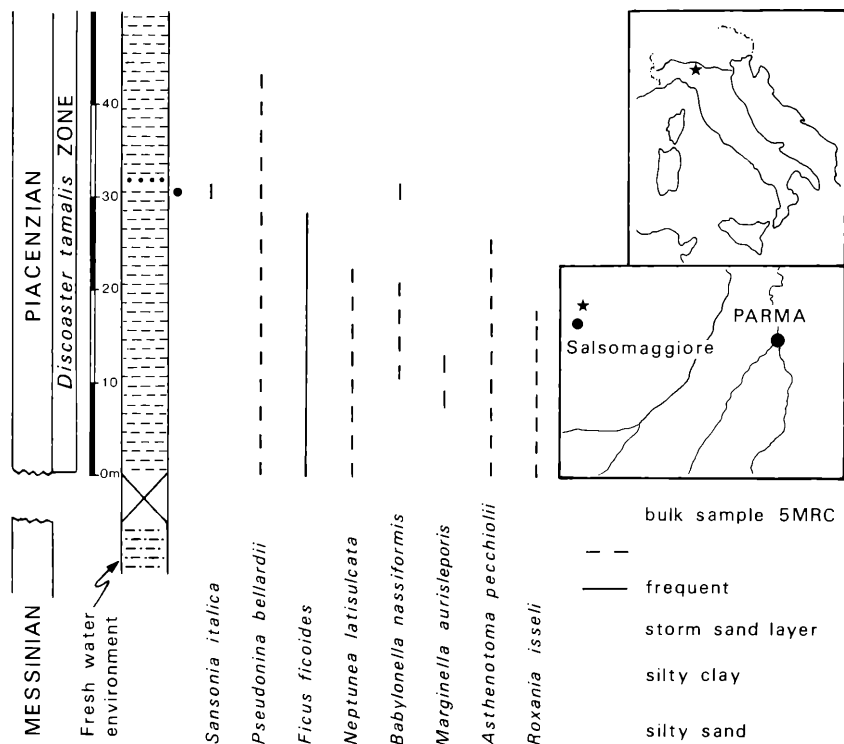 PIACENZIAN
Discoaster tamalis ZONE
40
30
20
10
0m
MESSINIAN
Fresh water
environment
Sansonia italica
Pseudonina bellardii
Ficus ficoides
Neptunea latisulcata
Babylonella nassiformis
Marginella aurisleporis
Asthenotoma pecchiolii
Roxania isseli
PARMA
Salsomaggiore
bulk sample 5MRC
frequent
storm sand layer
silty clay
silty sand